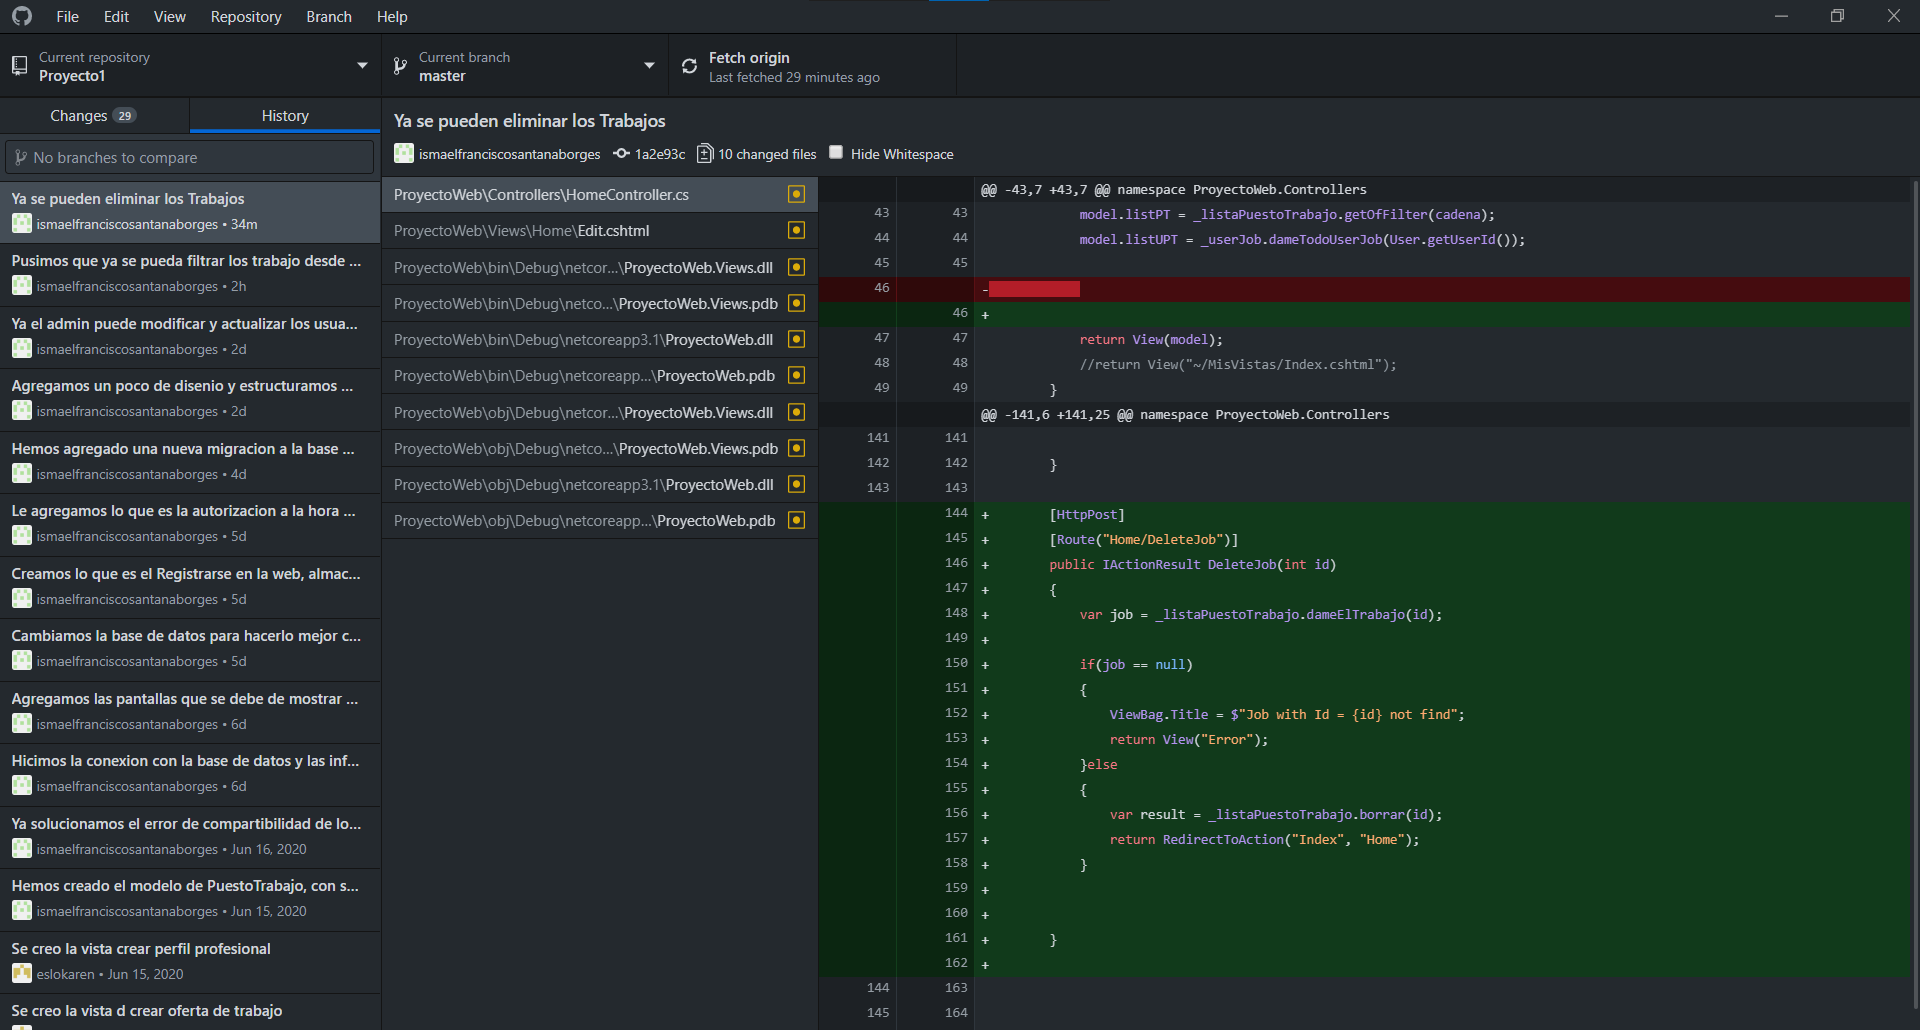 File Edit View Repository Branch Help
Current repository
Proyecto1
Current branch
master
Fetch origin
Last fetched 29 minutes ago
Changes 29
History
No branches to compare
Ya se pueden eliminar los Trabajos
ismaelfranciscosantanaborges • 34m
Pusimos que ya se pueda filtrar los trabajo desde ...
ismaelfranciscosantanaborges • 2h
Ya el admin puede modificar y actualizar los usua...
ismaelfranciscosantanaborges • 2d
Agregamos un poco de disenio y estructuramos ...
ismaelfranciscosantanaborges • 2d
Hemos agregado una nueva migracion a la base ...
ismaelfranciscosantanaborges • 4d
Le agregamos lo que es la autorizacion a la hora ...
ismaelfranciscosantanaborges • 5d
Creamos lo que es el Registrarse en la web, almac...
ismaelfranciscosantanaborges • 5d
Cambiamos la base de datos para hacerlo mejor c...
ismaelfranciscosantanaborges • 5d
Agregamos las pantallas que se debe de mostrar ...
ismaelfranciscosantanaborges • 6d
Hicimos la conexion con la base de datos y las inf...
ismaelfranciscosantanaborges • 6d
Ya solucionamos el error de compartibilidad de lo...
ismaelfranciscosantanaborges • Jun 16, 2020
Hemos creado el modelo de PuestoTrabajo, con s...
ismaelfranciscosantanaborges • Jun 15, 2020
Se creo la vista crear perfil profesional
eslokaren • Jun 15, 2020
Se creo la vista d crear oferta de trabajo
Ya se pueden eliminar los Trabajos
ismaelfranciscosantanaborges 1a2e93c 10 changed files Hide Whitespace
ProyectoWeb\Controllers\HomeController.cs
ProyectoWeb\Views\Home\Edit.cshtml
ProyectoWeb\bin\Debug\netcor...\ProyectoWeb.Views.dll
ProyectoWeb\bin\Debug\netco...\ProyectoWeb.Views.pdb
ProyectoWeb\bin\Debug\netcoreapp3.1\ProyectoWeb.dll
ProyectoWeb\bin\Debug\netcoreapp...\ProyectoWeb.pdb
ProyectoWeb\obj\Debug\netcor...\ProyectoWeb.Views.dll
ProyectoWeb\obj\Debug\netco...\ProyectoWeb.Views.pdb
ProyectoWeb\obj\Debug\netcoreapp3.1\ProyectoWeb.dll
ProyectoWeb\obj\Debug\netcoreapp...\ProyectoWeb.pdb
@@ -43,7 +43,7 @@ namespace ProyectoWeb.Controllers
43 43 model.listPT = _listaPuestoTrabajo.getOfFilter(cadena);
44 44 model.listUPT = _userJob.dameTodoUserJob(User.getUserId());
45 45
46 -
46 +
47 47 return View(model);
48 48 //return View("~/MisVistas/Index.cshtml");
49 49 }
@@ -141,6 +141,25 @@ namespace ProyectoWeb.Controllers
141 141
142 142 }
143 143
144 + [HttpPost]
145 + [Route("Home/DeleteJob")]
146 + public IActionResult DeleteJob(int id)
147 + {
148 + var job = _listaPuestoTrabajo.dameElTrabajo(id);
149 +
150 + if(job == null)
151 + {
152 + ViewBag.Title = $"Job with Id = {id} not find";
153 + return View("Error");
154 + }else
155 + {
156 + var result = _listaPuestoTrabajo.borrar(id);
157 + return RedirectToAction("Index", "Home");
158 + }
159 +
160 +
161 + }
162 +
144 163
145 164